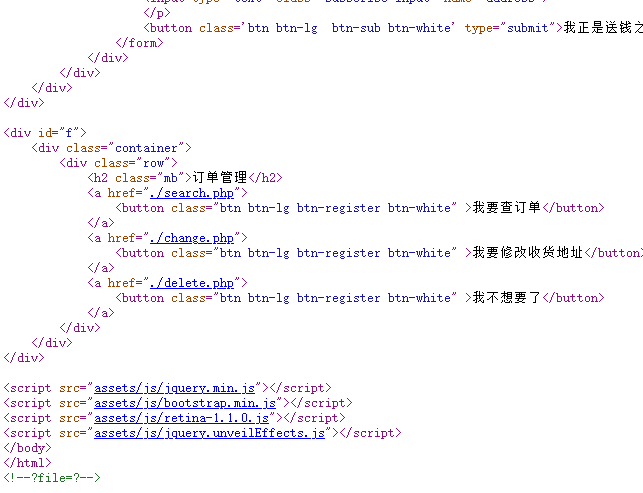 </p>
<button class='btn btn-lg  btn-sub btn-white' type="submit">我正是送钱之
</form>
</div>
</div>
</div>
</div>
<div id="f">
<div class="container">
<div class="row">
<h2 class="mb">订单管理</h2>
<a href="./search.php">
<button class="btn btn-lg btn-register btn-white" >我要查订单</button>
</a>
<a href="./change.php">
<button class="btn btn-lg btn-register btn-white" >我要修改收货地址</button>
</a>
<a href="./delete.php">
<button class="btn btn-lg btn-register btn-white" >我不想要了</button>
</a>
</div>
</div>
</div>
<script src="assets/js/jquery.min.js"></script>
<script src="assets/js/bootstrap.min.js"></script>
<script src="assets/js/retina-1.1.0.js"></script>
<script src="assets/js/jquery.unveilEffects.js"></script>
</body>
</html>
<!--?file=?-->